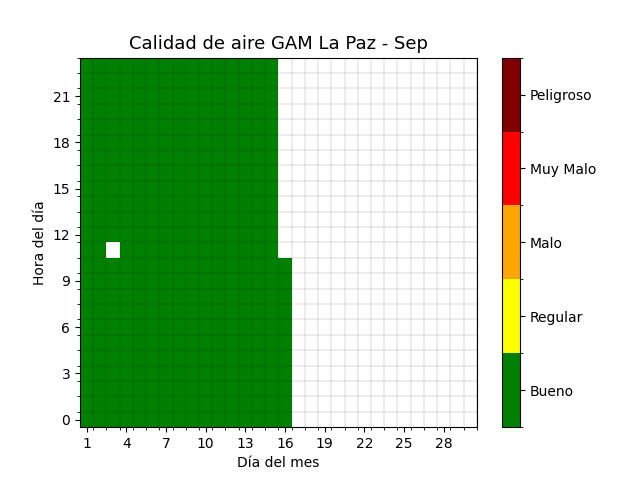 Calidad de aire GAM La Paz - Sep
Hora del día
21
18
15
12
9
6
3
0
1 4 7 10 13 16 19 22 25 28
Día del mes
Peligroso
Muy Malo
Malo
Regular
Bueno